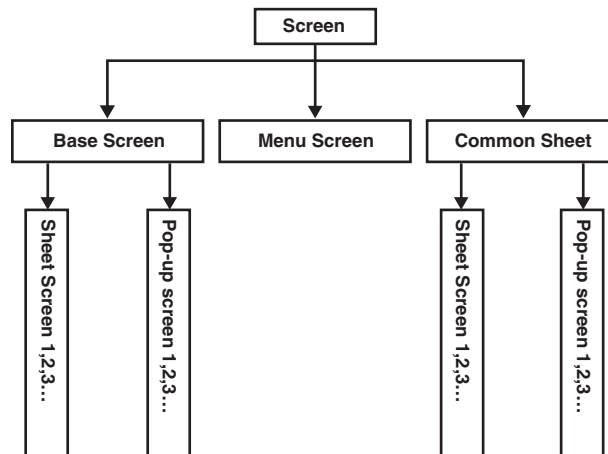 Screen
Base Screen
Menu Screen
Common Sheet
Sheet Screen 1,2,3…
Pop-up screen 1,2,3…
Sheet Screen 1,2,3…
Pop-up screen 1,2,3…